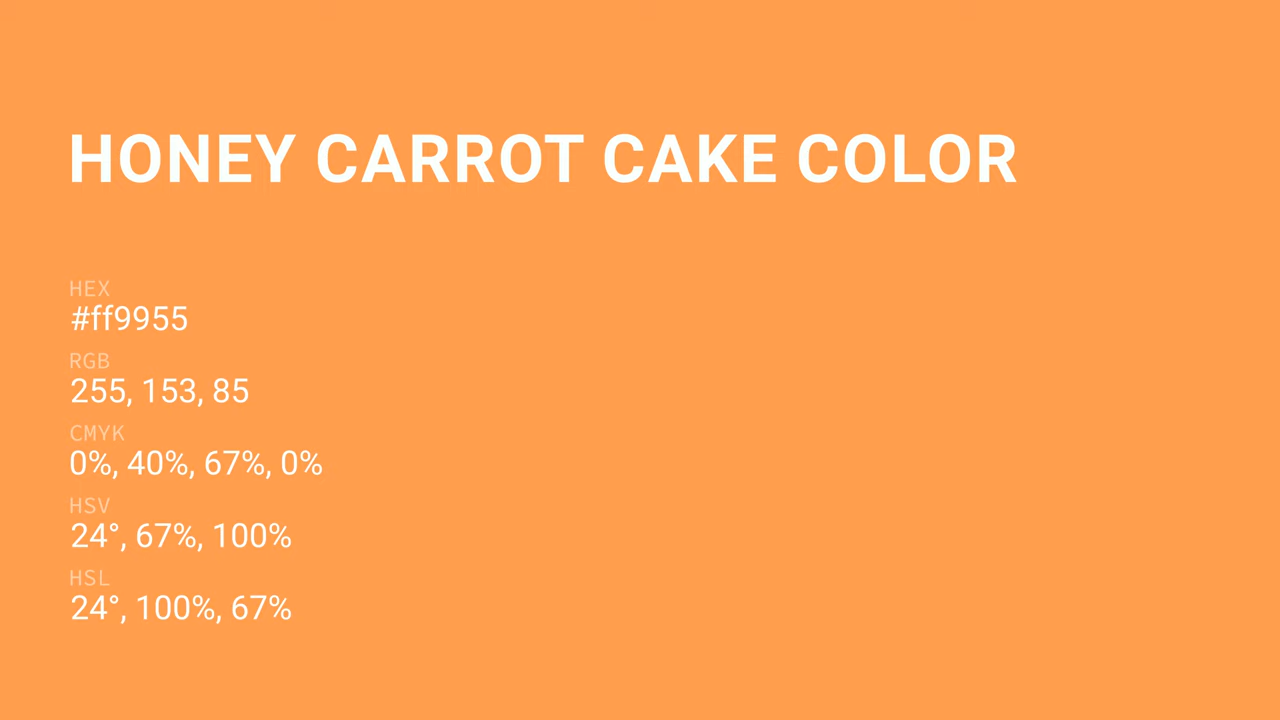 HONEY CARROT CAKE COLOR
HEX
#ff9955
RGB
255, 153, 85
CMYK
0%, 40%, 67%, 0%
HSV
24°, 67%, 100%
HSL
24°, 100%, 67%